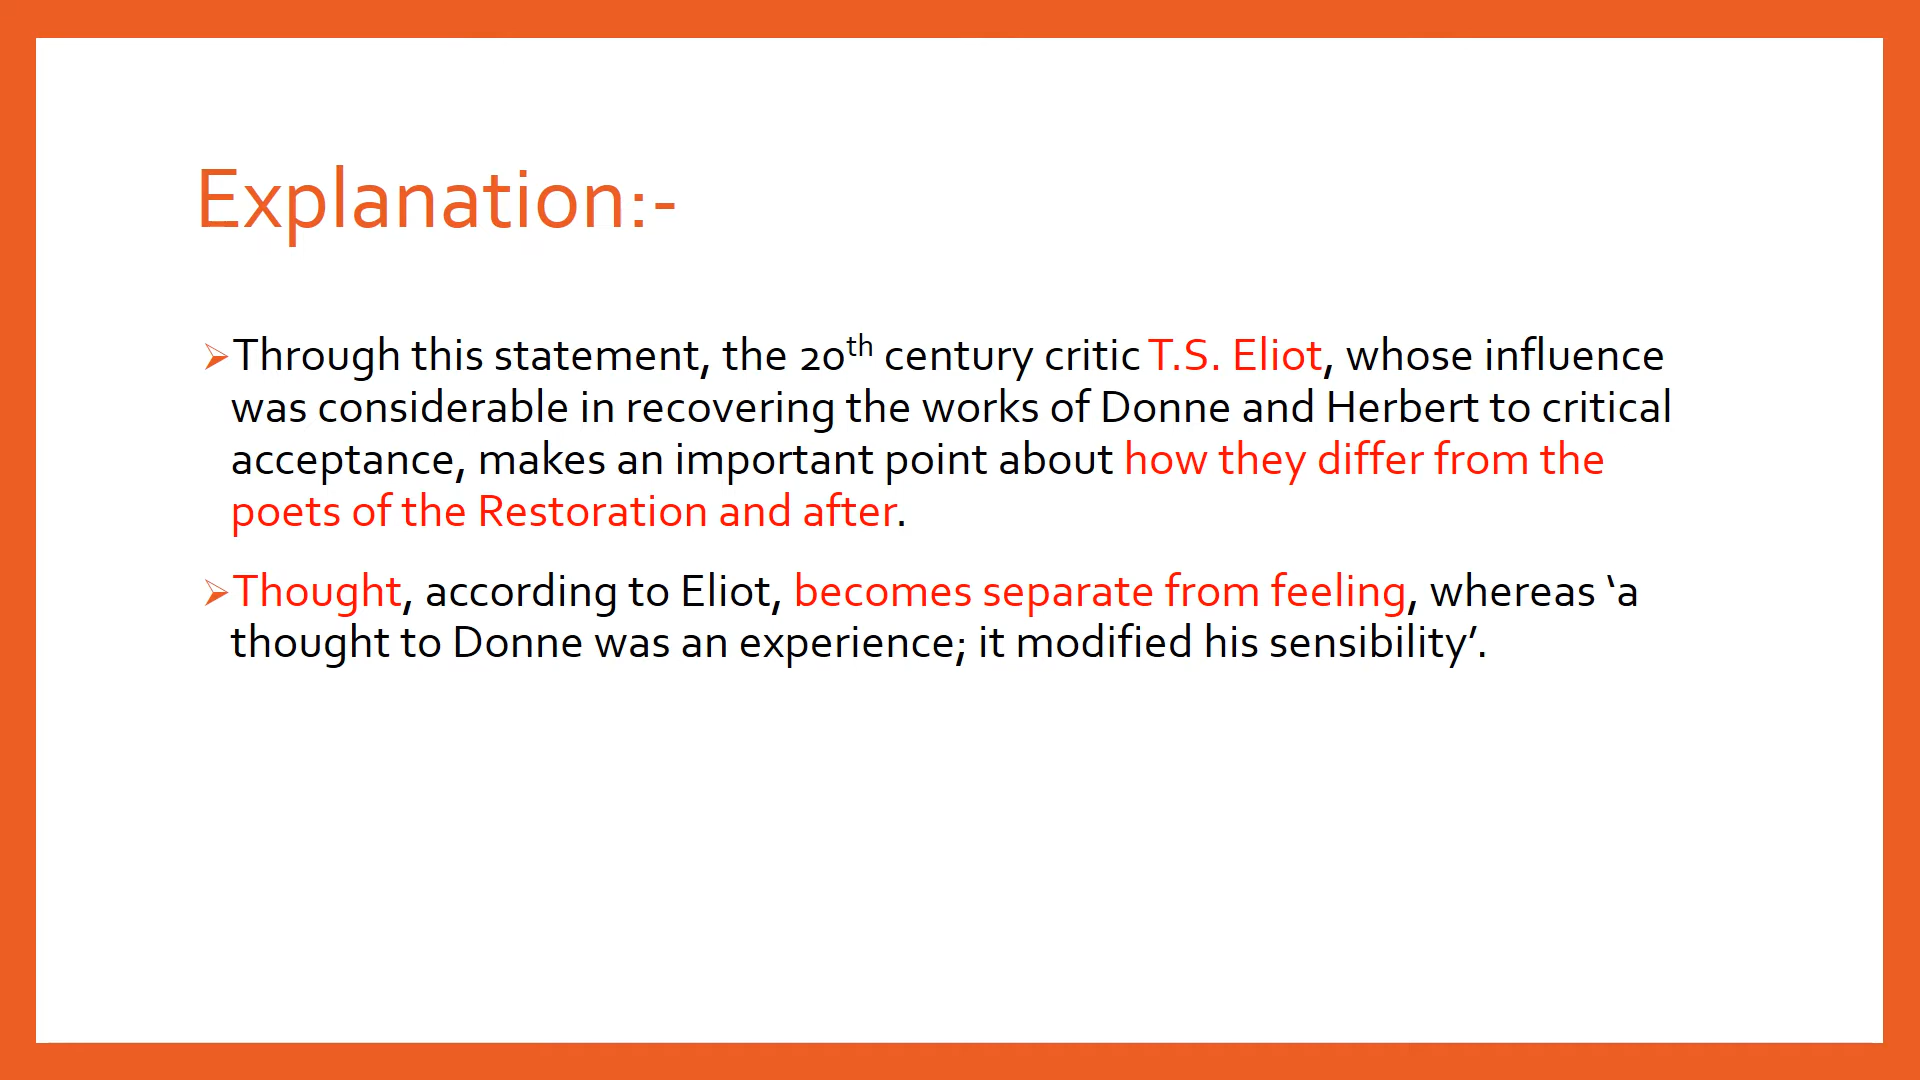 Explanation:-
➢Through this statement, the 20th century critic T.S. Eliot, whose influence
was considerable in recovering the works of Donne and Herbert to critical
acceptance, makes an important point about how they differ from the
poets of the Restoration and after.
➢Thought, according to Eliot, becomes separate from feeling, whereas ‘a
thought to Donne was an experience; it modified his sensibility’.